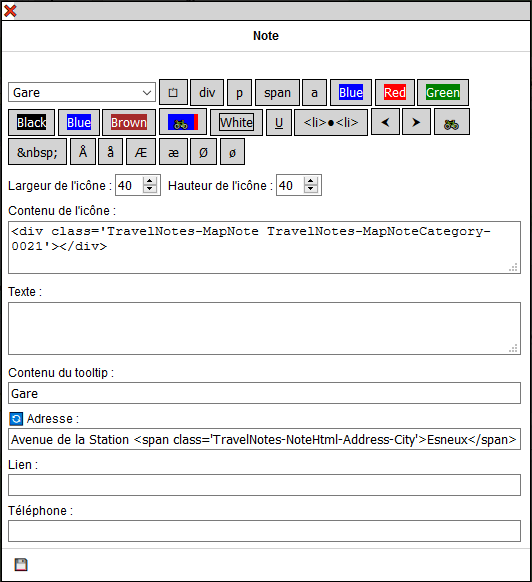 Note
Gare div p span a Blue Red Green
Black Blue Brown White U <li>●<li> ⮜ ⮞
&nbsp; Å å Æ æ Ø ø
Largeur de l'icône : 40 Hauteur de l'icône : 40
Contenu de l'icône :
<div class='TravelNotes-MapNote TravelNotes-MapNoteCategory-
0021'></div>
Texte :
Contenu du tooltip :
Gare
Adresse :
Avenue de la Station <span class='TravelNotes-NoteHtml-Address-City'>Esneux</span>
Lien :
Téléphone :